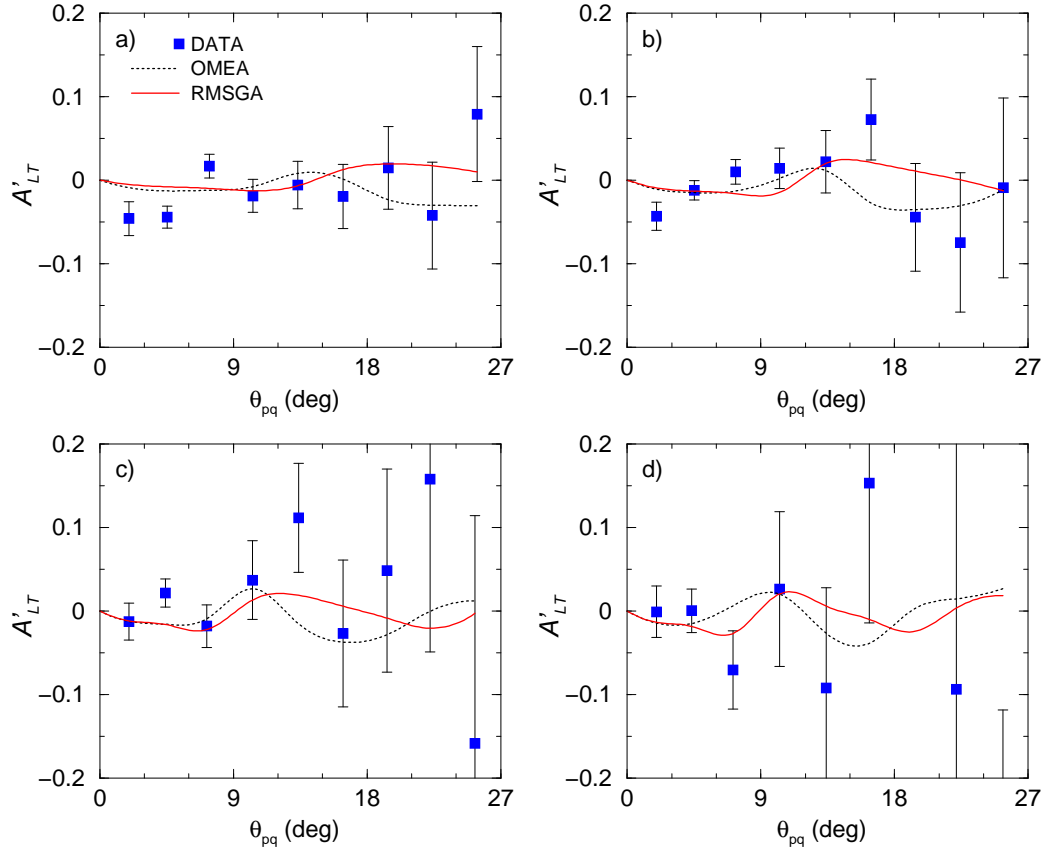 a)
DATA
OMEA
RMSGA
0.2
0.1
0
−0.1
−0.2
A'LT
0 9 18 27
θpq (deg)
b)
0.2
0.1
0
−0.1
−0.2
A'LT
0 9 18 27
θpq (deg)
c)
0.2
0.1
0
−0.1
−0.2
A'LT
0 9 18 27
θpq (deg)
d)
0.2
0.1
0
−0.1
−0.2
A'LT
0 9 18 27
θpq (deg)